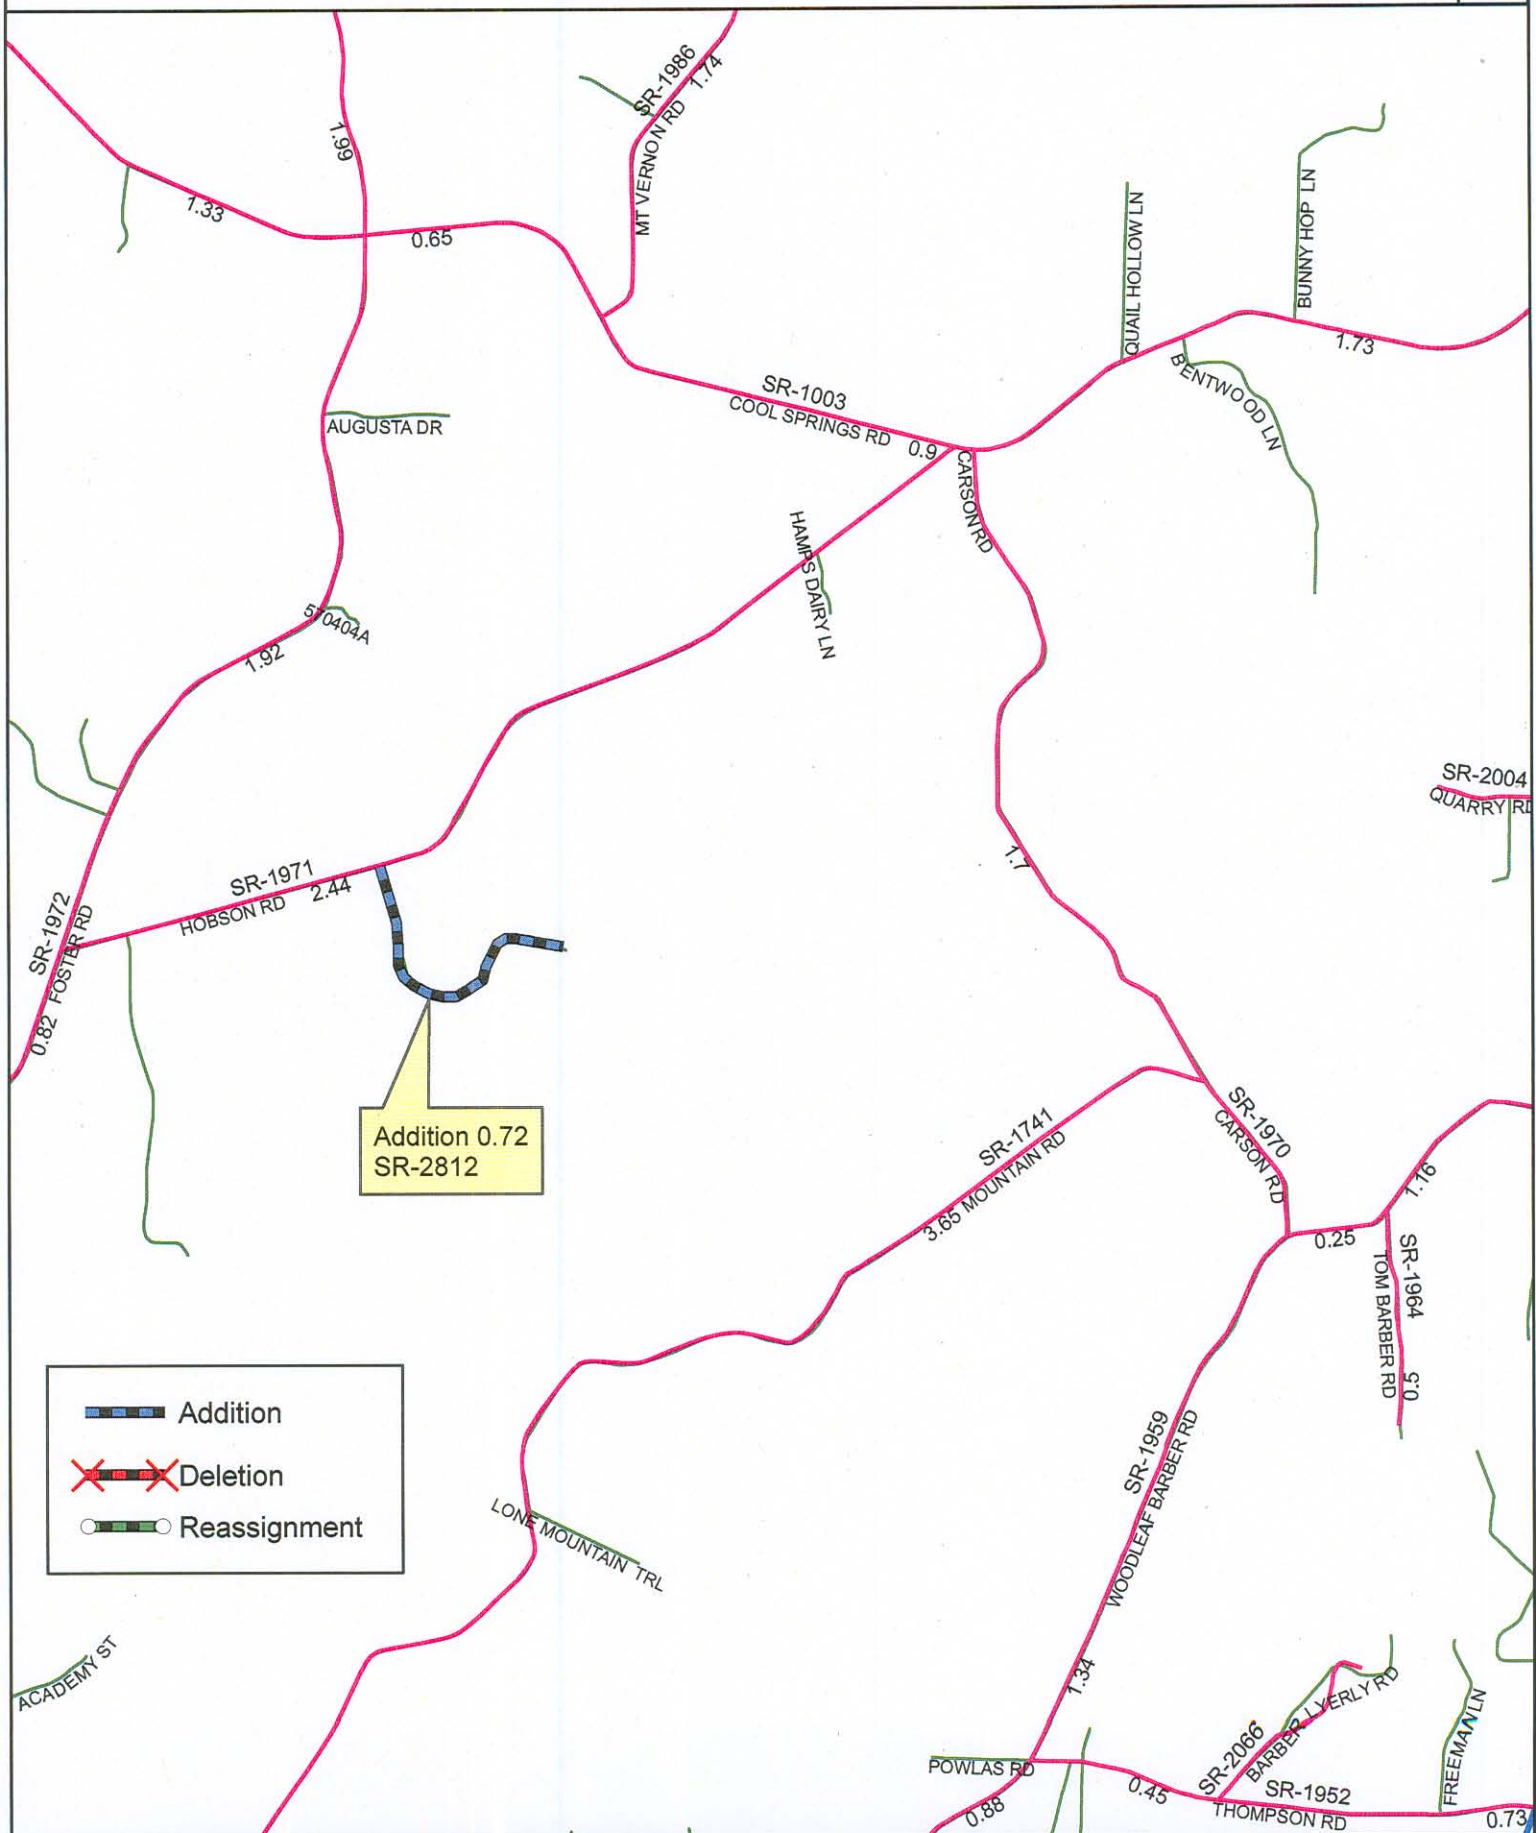 SR-1986
1.74
MT VERNON RD
1.99
1.33
0.65
QUAIL HOLLOW LN
BUNNY HOP LN
1.73
BENTWOOD LN
SR-1003
COOL SPRINGS RD
0.9
AUGUSTA DR
CARSON RD
HAMPS DAIRY LN
570404A
1.92
SR-2004
QUARRY RD
1.7
SR-1971
2.44
HOBSON RD
SR-1972
FOSTER RD
0.82
Addition 0.72
SR-2812
SR-1741
3.65 MOUNTAIN RD
SR-1970
CARSON RD
1.16
0.25
SR-1964
TOM BARBER RD
0.5
Addition
Deletion
Reassignment
SR-1959
WOODLEAF BARBER RD
LONE MOUNTAIN TRL
ACADEMY ST
1.34
SR-2066
BARBER LYERLY RD
FREEMAN LN
POWLAS RD
0.88
0.45
SR-1952
THOMPSON RD
0.73